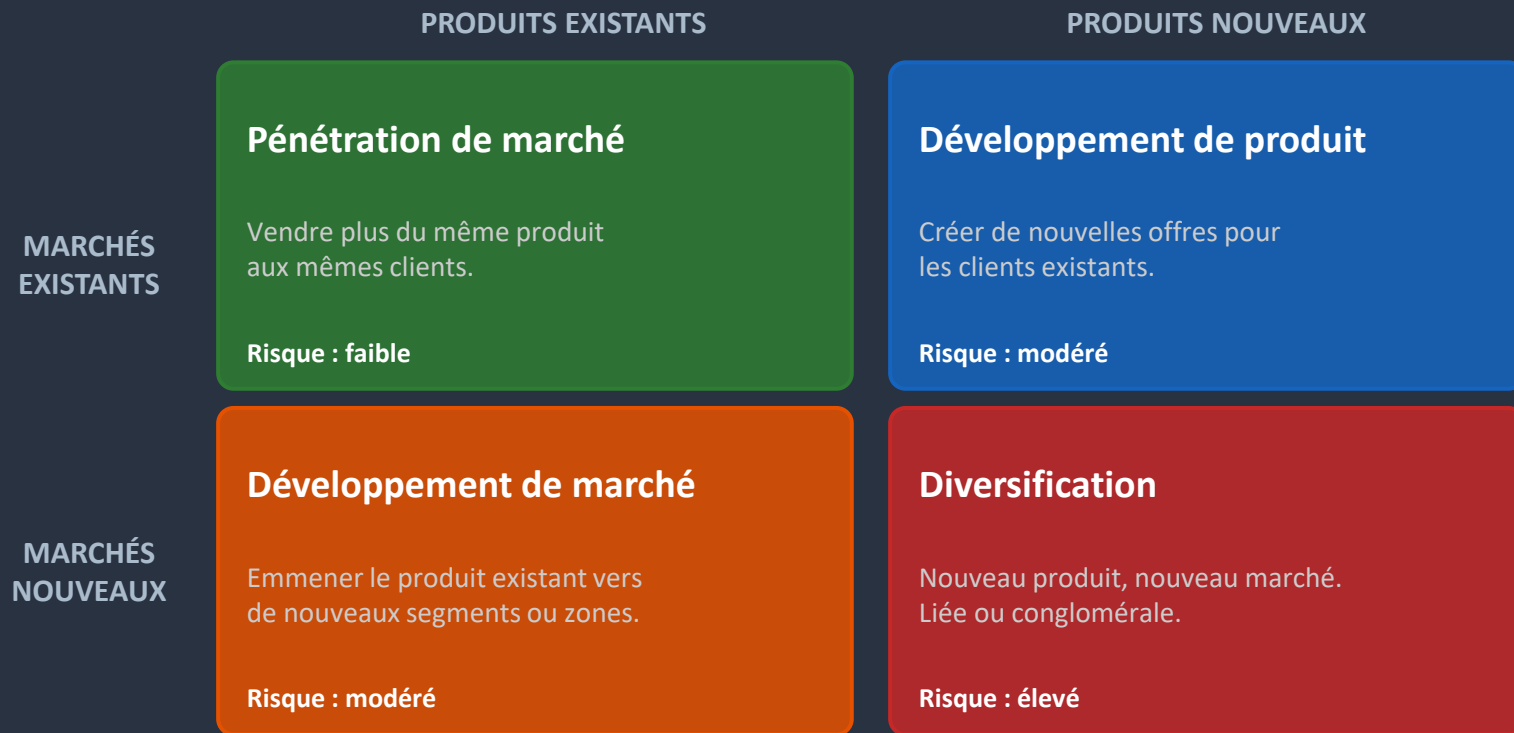 PRODUITS EXISTANTS
PRODUITS NOUVEAUX
MARCHÉS
EXISTANTS
Pénétration de marché
Vendre plus du même produit
aux mêmes clients.
Risque : faible
Développement de produit
Créer de nouvelles offres pour
les clients existants.
Risque : modéré
MARCHÉS
NOUVEAUX
Développement de marché
Emmener le produit existant vers
de nouveaux segments ou zones.
Risque : modéré
Diversification
Nouveau produit, nouveau marché.
Liée ou conglomérale.
Risque : élevé